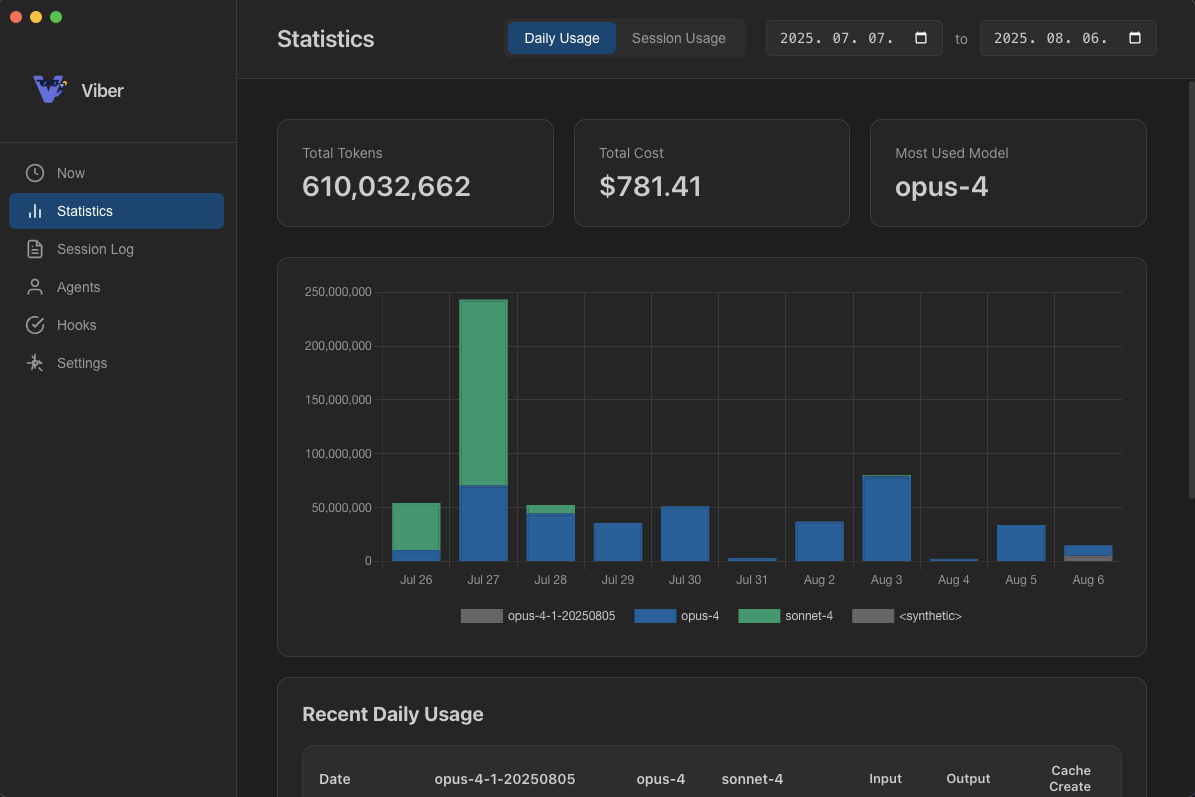 Statistics
Daily Usage
Session Usage
2025. 07. 07.
to
2025. 08. 06.
Viber
Now
Statistics
Session Log
Agents
Hooks
Settings
Total Tokens
610,032,662
Total Cost
$781.41
Most Used Model
opus-4
250,000,000
200,000,000
150,000,000
100,000,000
50,000,000
0
Jul 26
Jul 27
Jul 28
Jul 29
Jul 30
Jul 31
Aug 2
Aug 3
Aug 4
Aug 5
Aug 6
opus-4-1-20250805
opus-4
sonnet-4
<synthetic>
Recent Daily Usage
Date
opus-4-1-20250805
opus-4
sonnet-4
Input
Output
Cache
Create